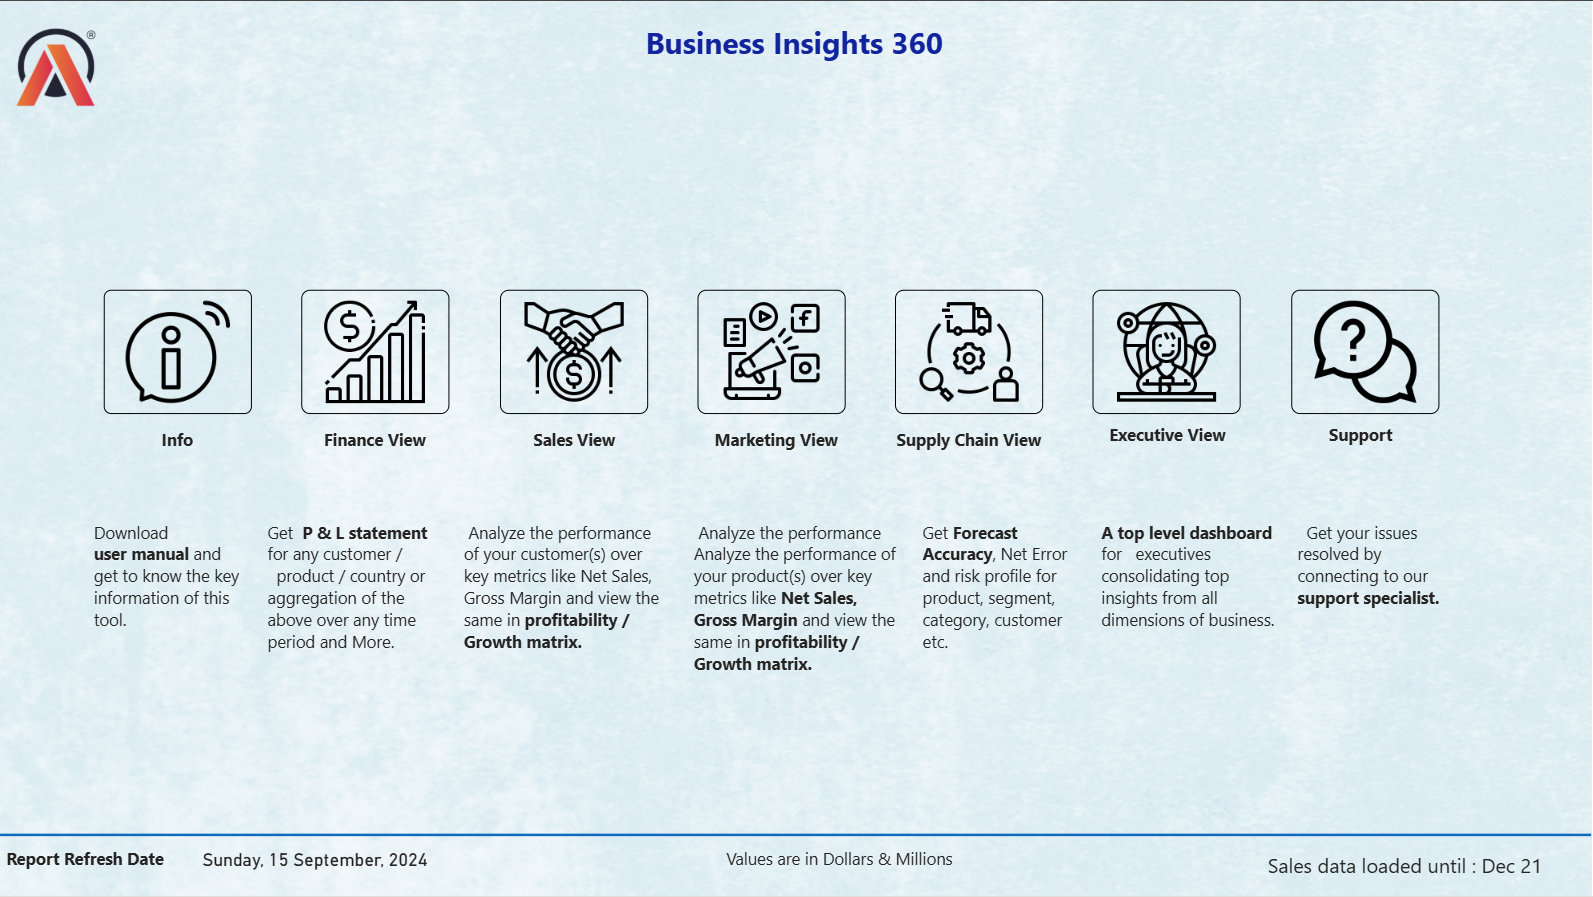 ®
Business Insights 360
Info
Finance View
Sales View
Marketing View
Supply Chain View
Executive View
Support
Download
user manual and
get to know the key
information of this
tool.
Get P & L statement
for any customer /
product / country or
aggregation of the
above over any time
period and More.
Analyze the performance
of your customer(s) over
key metrics like Net Sales,
Gross Margin and view the
same in profitability /
Growth matrix.
Analyze the performance
Analyze the performance of
your product(s) over key
metrics like Net Sales,
Gross Margin and view the
same in profitability /
Growth matrix.
Get Forecast
Accuracy, Net Error
and risk profile for
product, segment,
category, customer
etc.
A top level dashboard
for executives
consolidating top
insights from all
dimensions of business.
Get your issues
resolved by
connecting to our
support specialist.
Report Refresh Date
Sunday, 15 September, 2024
Values are in Dollars & Millions
Sales data loaded until : Dec 21